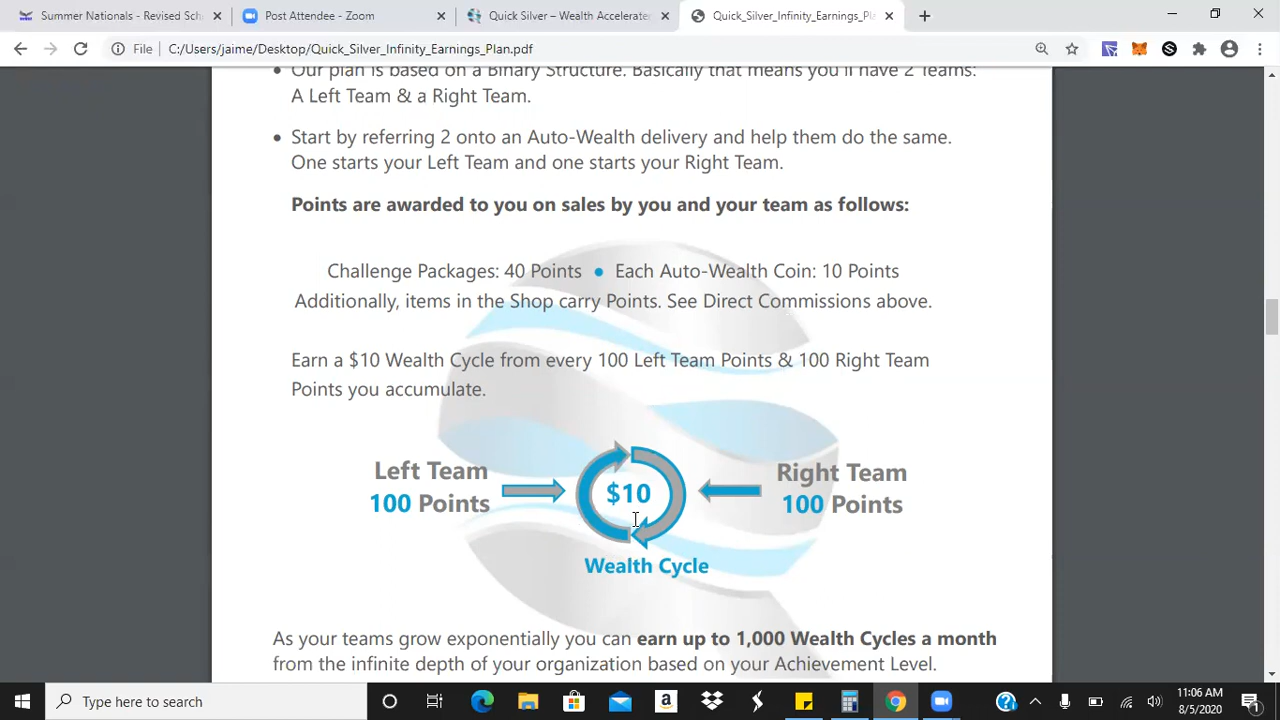 Summer Nationals - Revised Sch
Post Attendee - Zoom
Quick Silver – Wealth Accelerate
Quick_Silver_Infinity_Earnings_Pla
File
C:/Users/jaime/Desktop/Quick_Silver_Infinity_Earnings_Plan.pdf
• Our plan is based on a Binary Structure. Basically that means you'll have 2 Teams:
A Left Team & a Right Team.
• Start by referring 2 onto an Auto-Wealth delivery and help them do the same.
One starts your Left Team and one starts your Right Team.
Points are awarded to you on sales by you and your team as follows:
Challenge Packages: 40 Points • Each Auto-Wealth Coin: 10 Points
Additionally, items in the Shop carry Points. See Direct Commissions above.
Earn a $10 Wealth Cycle from every 100 Left Team Points & 100 Right Team
Points you accumulate.
Left Team
100 Points
$10
Wealth Cycle
Right Team
100 Points
As your teams grow exponentially you can earn up to 1,000 Wealth Cycles a month
from the infinite depth of your organization based on your Achievement Level.
Type here to search
11:06 AM
8/5/2020